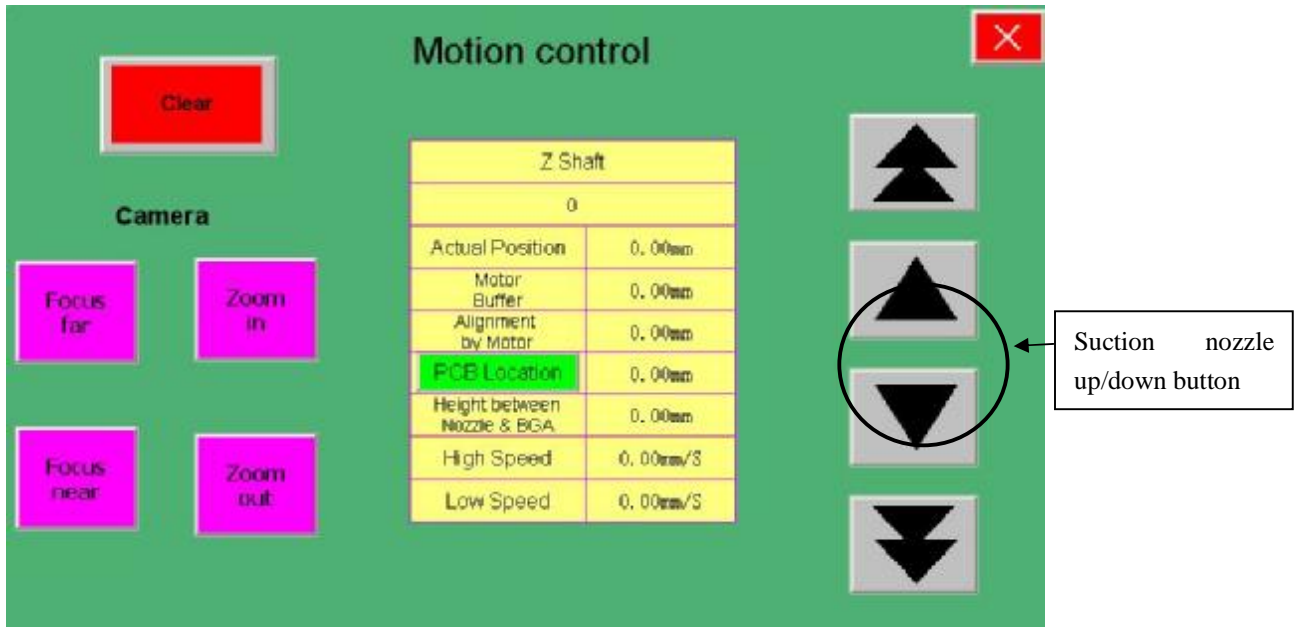 Motion control
Clear
Camera
Focus
far
Zoom
in
Focus
near
Zoom
out
Z Shaft
0
Actual Position 0.00mm
Motor
Buffer 0.00mm
Alignment
by Motor 0.00mm
PCB Location 0.00mm
Height between
Nozzle & BGA 0.00mm
High Speed 0.00mm/S
Low Speed 0.00mm/S
Suction nozzle
up/down button